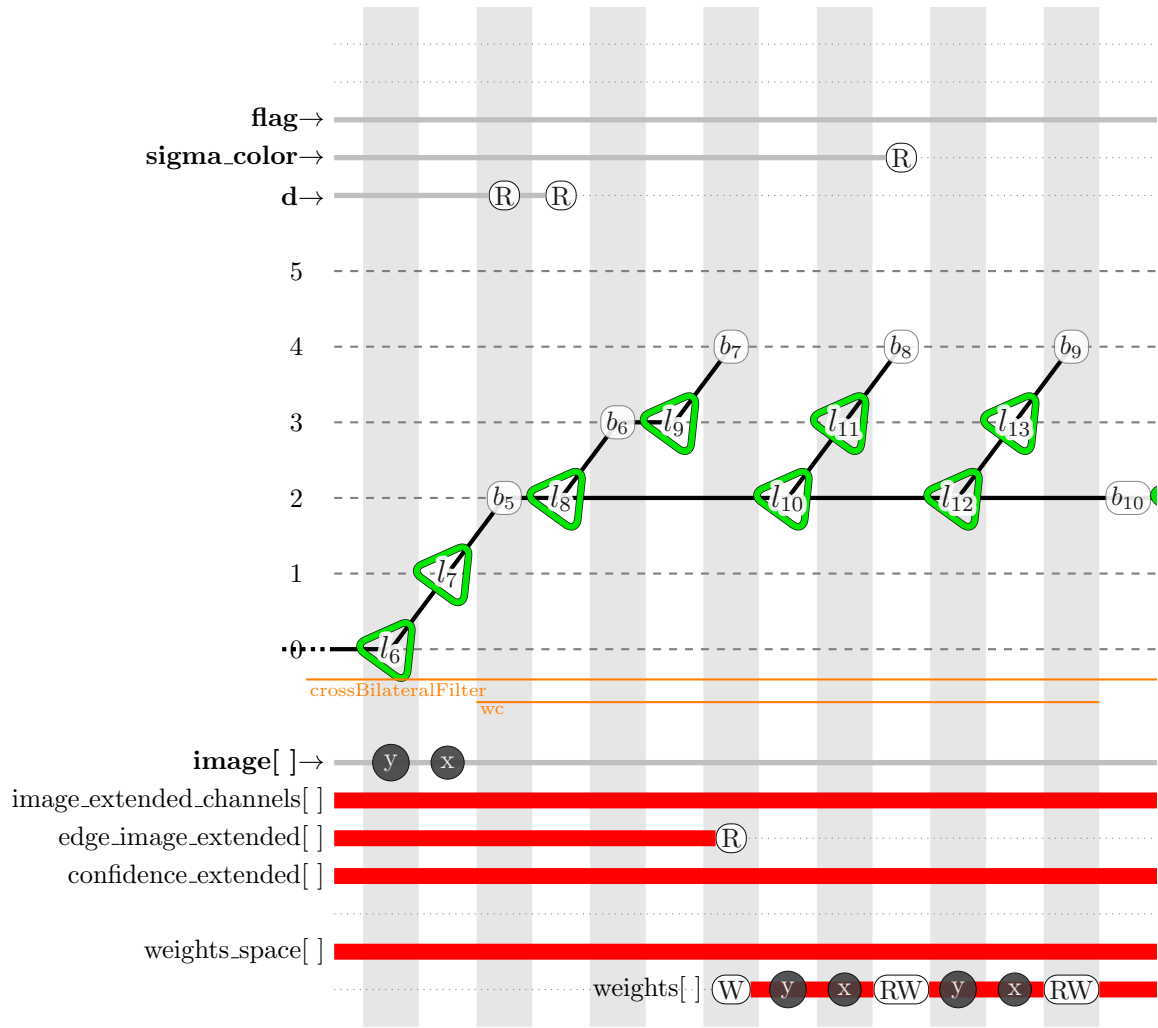 flag→
sigma_color→ R
d→ R R
5
4 b7 b8 b9
3 b6 l9 l11 l13
2 b5 l8 l10 l12 b10
1 l7
0 l6
crossBilateralFilter
wc
image[ ]→ y x
image_extended_channels[ ]
edge_image_extended[ ] R
confidence_extended[ ]
weights_space[ ]
weights[ ] W y x RW y x RW